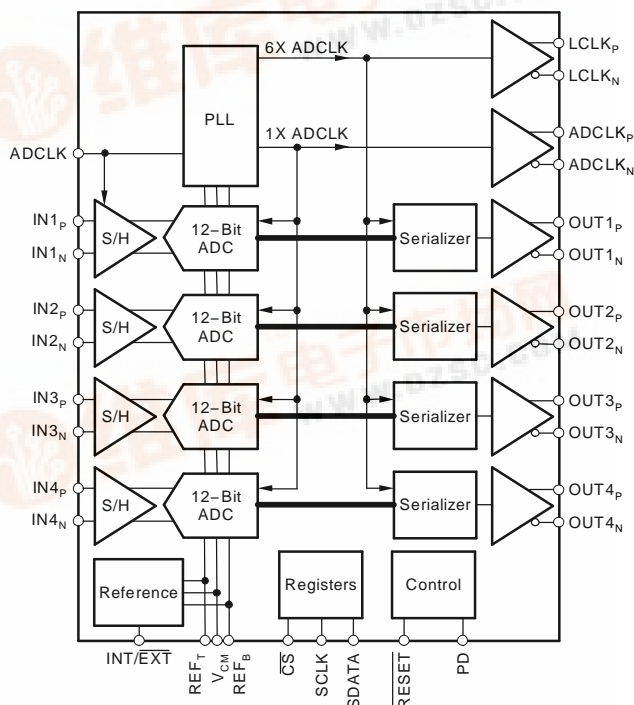 6X ADCLK
LCLKP
LCLKN
PLL
1X ADCLK
ADCLKP
ADCLKN
ADCLK
IN1P
IN1N
S/H
12–Bit
ADC
Serializer
OUT1P
OUT1N
IN2P
IN2N
S/H
12–Bit
ADC
Serializer
OUT2P
OUT2N
IN3P
IN3N
S/H
12–Bit
ADC
Serializer
OUT3P
OUT3N
IN4P
IN4N
S/H
12–Bit
ADC
Serializer
OUT4P
OUT4N
Reference
Registers
Control
INT/EXT
REFT
VCM
REFB
CS
SCLK
SDATA
RESET
PD